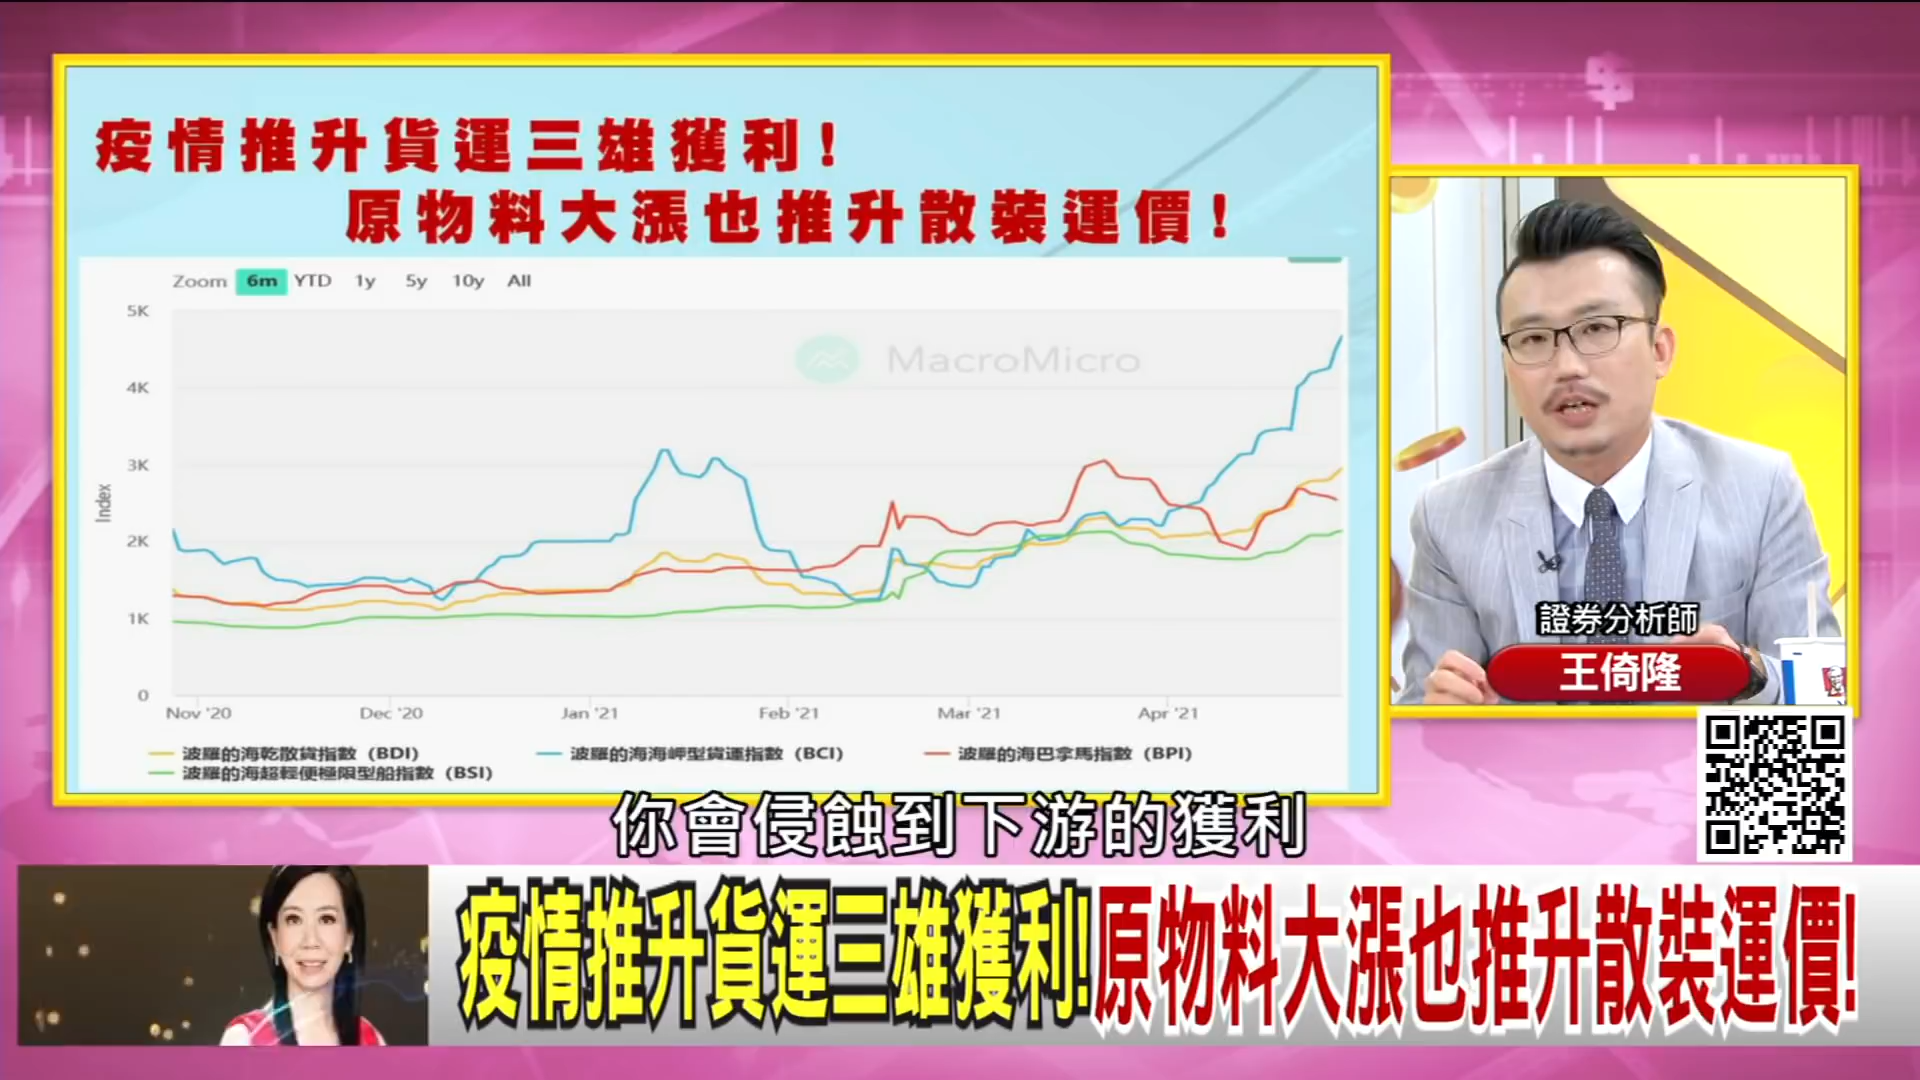 疫情推升貨運三雄獲利!
原物料大漲也推升散裝運價!
Zoom 6m YTD 1y 5y 10y All
5K
4K
3K
2K
1K
0
Index
MacroMicro
Nov '20 Dec '20 Jan '21 Feb '21 Mar '21 Apr '21
波羅的海乾散貨指數 (BDI) 波羅的海海岬型貨運指數 (BCI) 波羅的海巴拿馬指數 (BPI)
波羅的海超輕便極限型船指數 (BSI)
證券分析師
王倚隆
你會侵蝕到下游的獲利
疫情推升貨運三雄獲利!原物料大漲也推升散裝運價!